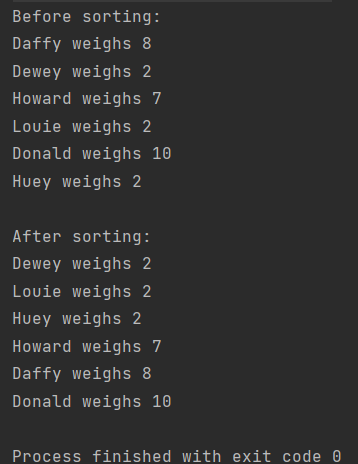 Before sorting:
Daffy weighs 8
Dewey weighs 2
Howard weighs 7
Louie weighs 2
Donald weighs 10
Huey weighs 2
After sorting:
Dewey weighs 2
Louie weighs 2
Huey weighs 2
Howard weighs 7
Daffy weighs 8
Donald weighs 10
Process finished with exit code 0